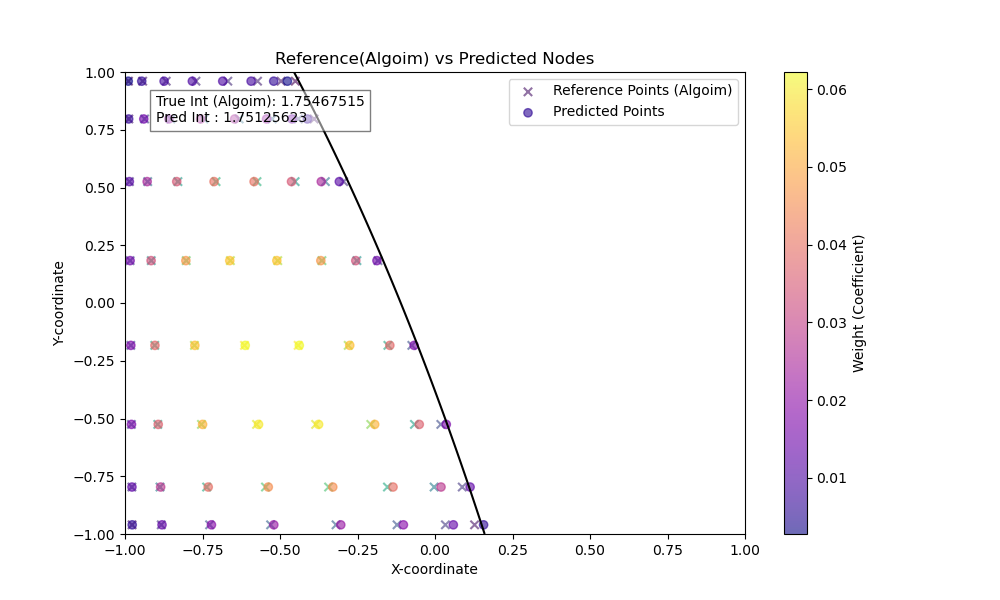 Reference(Algoim) vs Predicted Nodes
True Int (Algoim): 1.75467515
Pred Int : 1.75125623
Reference Points (Algoim)
Predicted Points
1.00
0.75
0.50
0.25
0.00
−0.25
−0.50
−0.75
−1.00
Y-coordinate
−1.00 −0.75 −0.50 −0.25 0.00 0.25 0.50 0.75 1.00
X-coordinate
0.06
0.05
0.04
0.03
0.02
0.01
Weight (Coefficient)